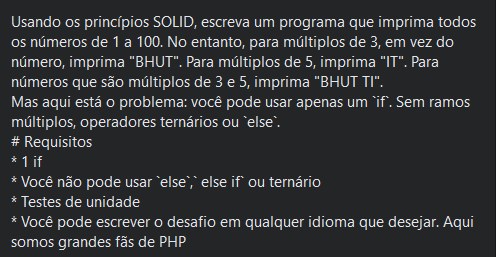 Usando os princípios SOLID, escreva um programa que imprima todos
os números de 1 a 100. No entanto, para múltiplos de 3, em vez do
número, imprima "BHUT". Para múltiplos de 5, imprima "IT". Para
números que são múltiplos de 3 e 5, imprima "BHUT TI".
Mas aqui está o problema: você pode usar apenas um `if`. Sem ramos
múltiplos, operadores ternários ou `else`.
# Requisitos
* 1 if
* Você não pode usar `else`,` else if` ou ternário
* Testes de unidade
* Você pode escrever o desafio em qualquer idioma que desejar. Aqui
somos grandes fãs de PHP